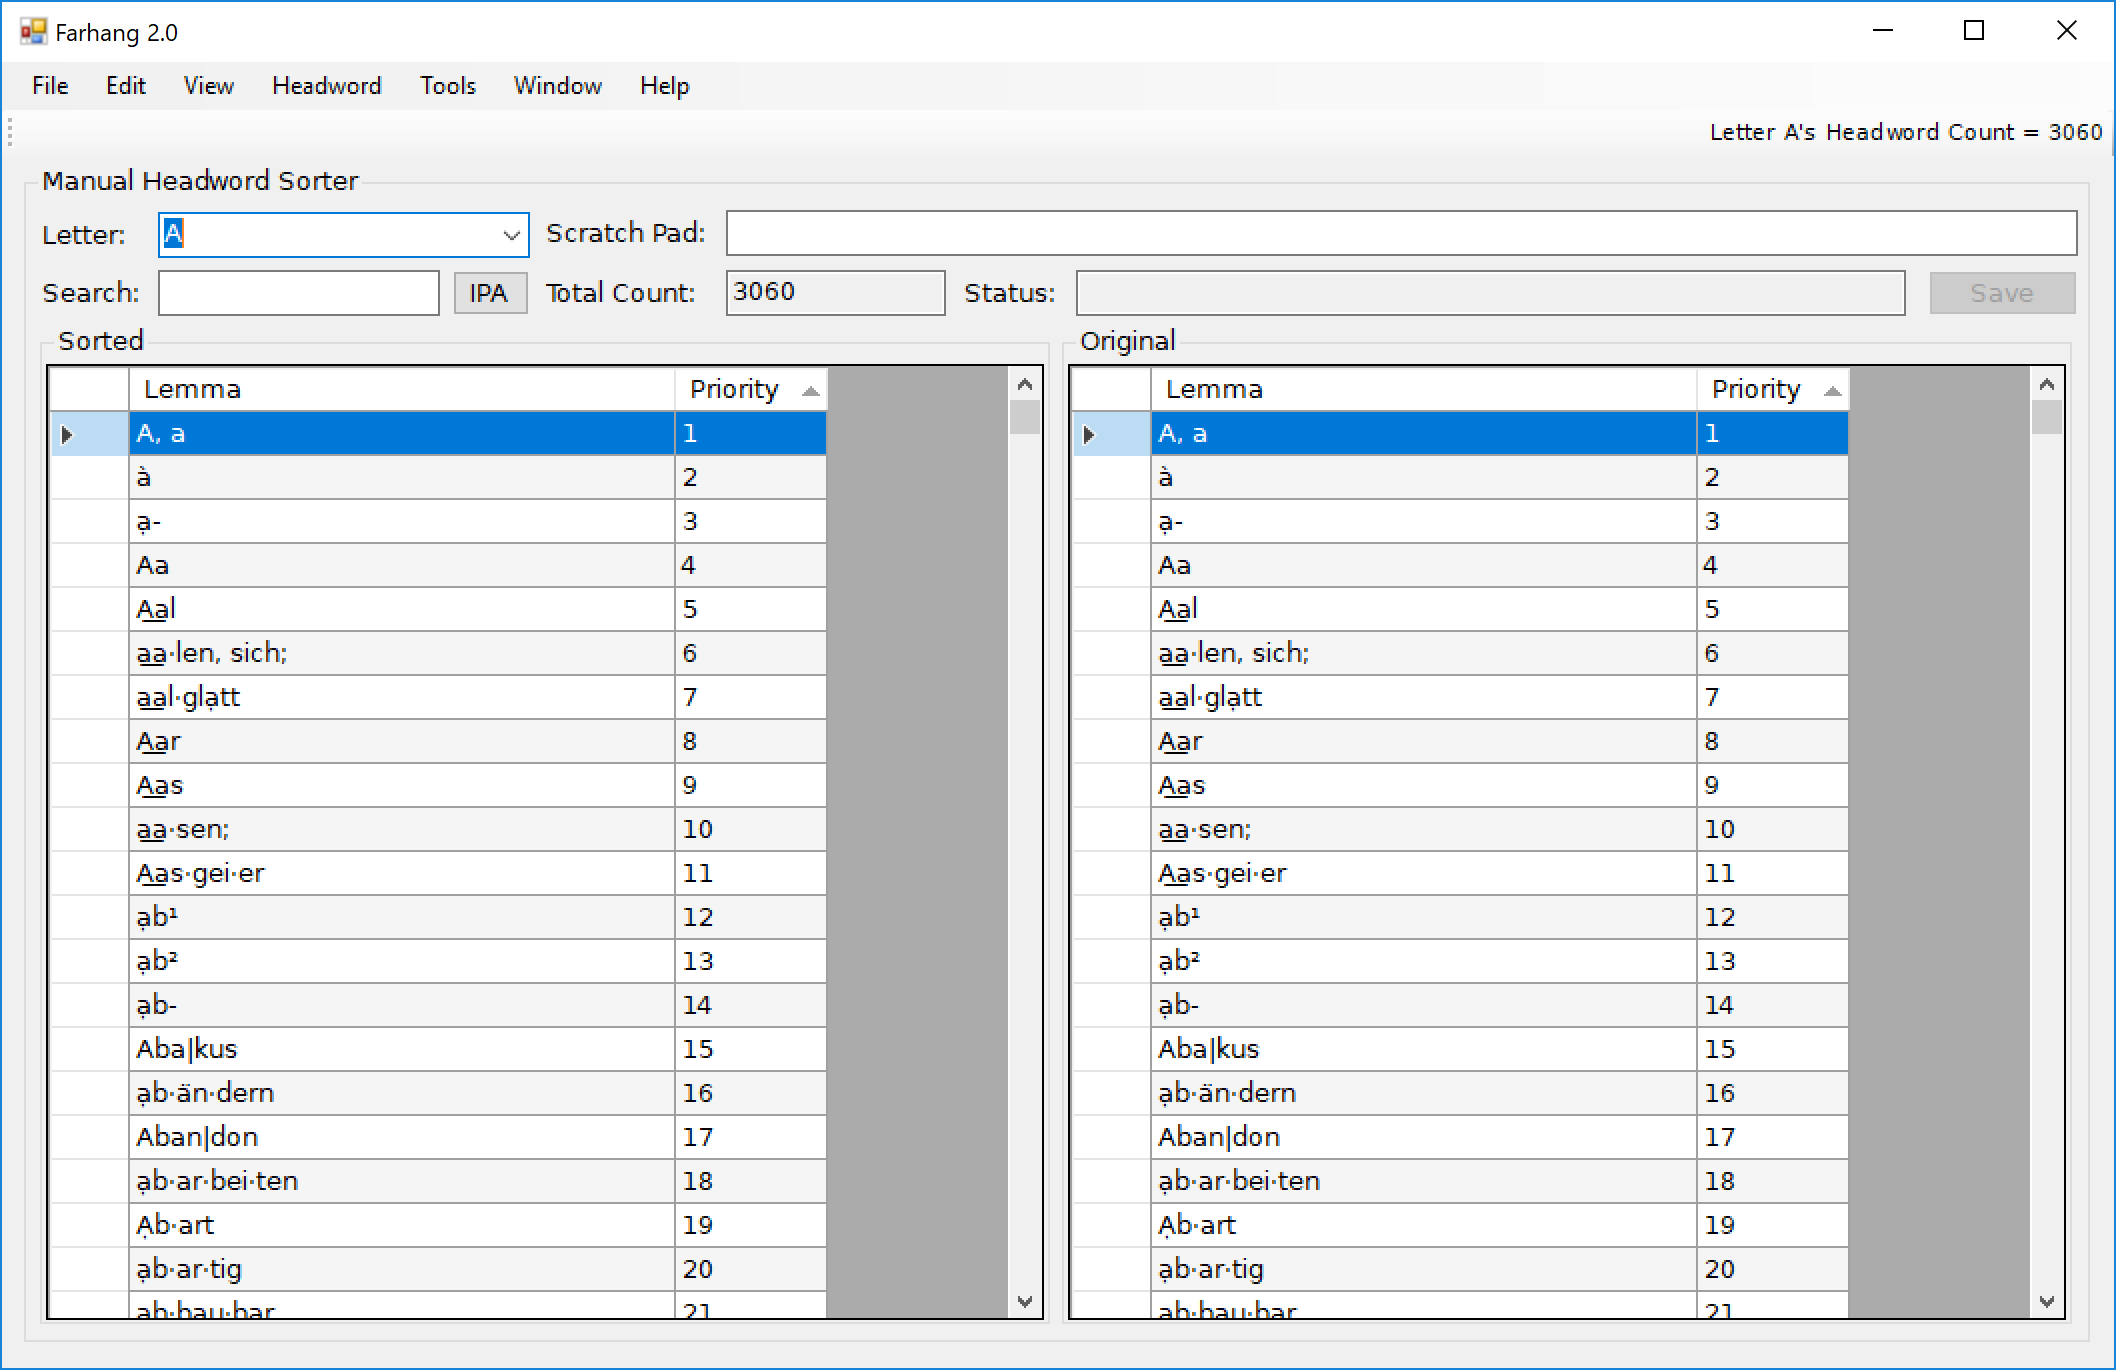 Farhang 2.0
File Edit View Headword Tools Window Help
Letter A's Headword Count = 3060
Manual Headword Sorter
Letter: A Scratch Pad:
Search: IPA Total Count: 3060 Status: Save
Sorted Original
Lemma Priority Lemma Priority
A, a 1 A, a 1
à 2 à 2
ạ- 3 ạ- 3
Aa 4 Aa 4
A̲a̲l 5 A̲a̲l 5
a̲a̲·len, sich; 6 a̲a̲·len, sich; 6
a̲a̲l·glạtt 7 a̲a̲l·glạtt 7
A̲a̲r 8 A̲a̲r 8
A̲a̲s 9 A̲a̲s 9
a̲a̲·sen; 10 a̲a̲·sen; 10
A̲a̲s·gei·er 11 A̲a̲s·gei·er 11
ạb¹ 12 ạb¹ 12
ạb² 13 ạb² 13
ạb- 14 ạb- 14
Aba|kus 15 Aba|kus 15
ạb·än·dern 16 ạb·än·dern 16
Aban|don 17 Aban|don 17
ạb·ar·bei·ten 18 ạb·ar·bei·ten 18
Ạb·art 19 Ạb·art 19
ạb·ar·tig 20 ạb·ar·tig 20
21 21